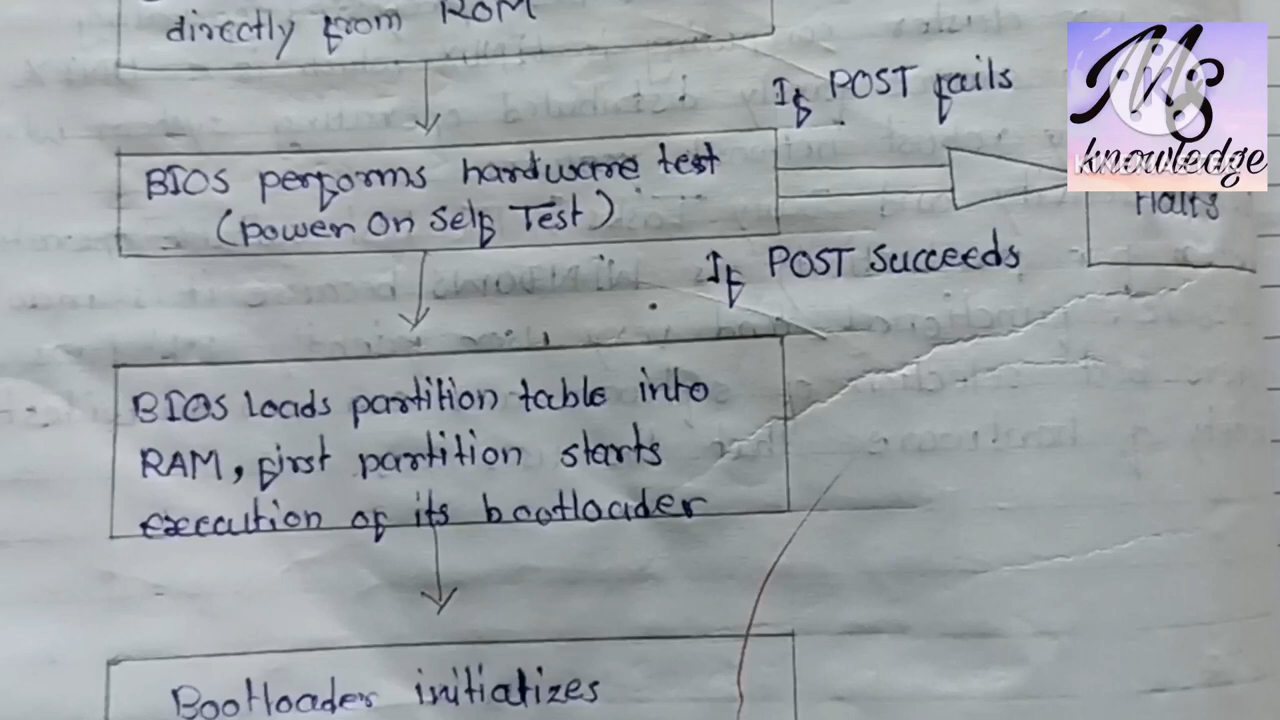 directly from ROM
If POST fails
BIOS performs hardware test
(power On Self Test)
Halts
If POST succeeds
BIOS loads partition table into
RAM, first partition starts
execution of its bootloader
Bootloader initializes
MS
knowledge